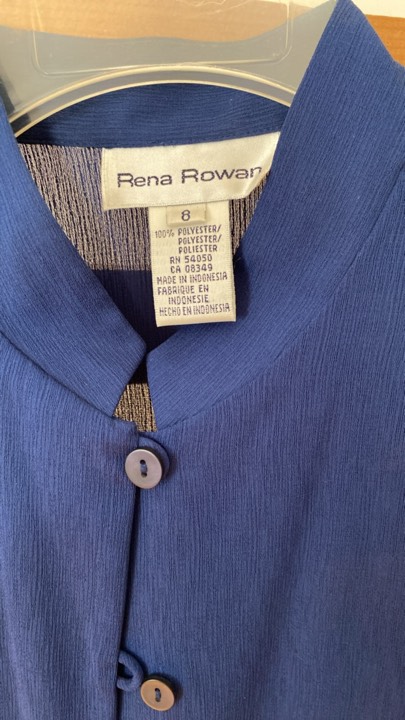 Rena Rowan
8
100% POLYESTER/
POLYESTER/
POLIESTER
RN 54050
CA 08349
MADE IN INDONESIA
FABRIQUE EN
INDONESIE
HECHO EN INDONESIA